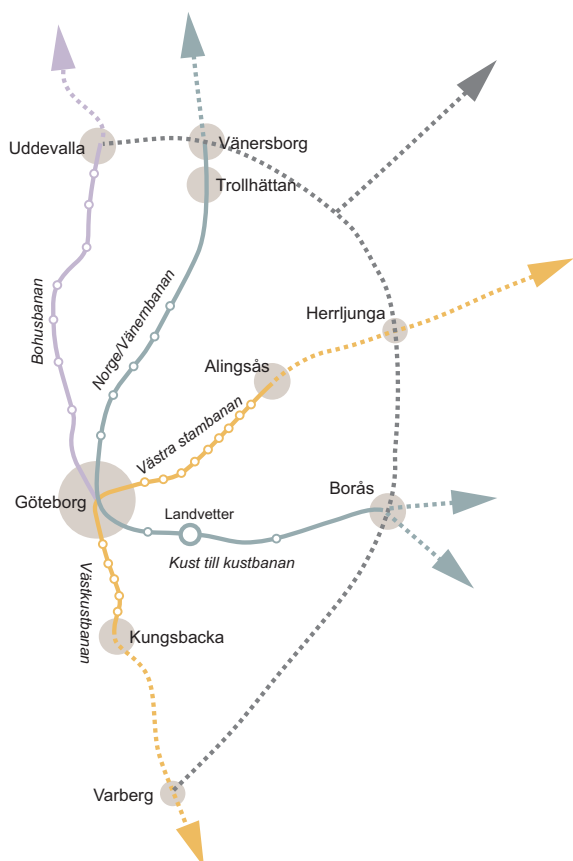 Uddevalla
Vänersborg
Trollhättan
Bohusbanan
Norge/Vänernbanan
Herrljunga
Alingsås
Västra stambanan
Göteborg
Landvetter
Borås
Kust till kustbanan
Västkustbanan
Kungsbacka
Varberg